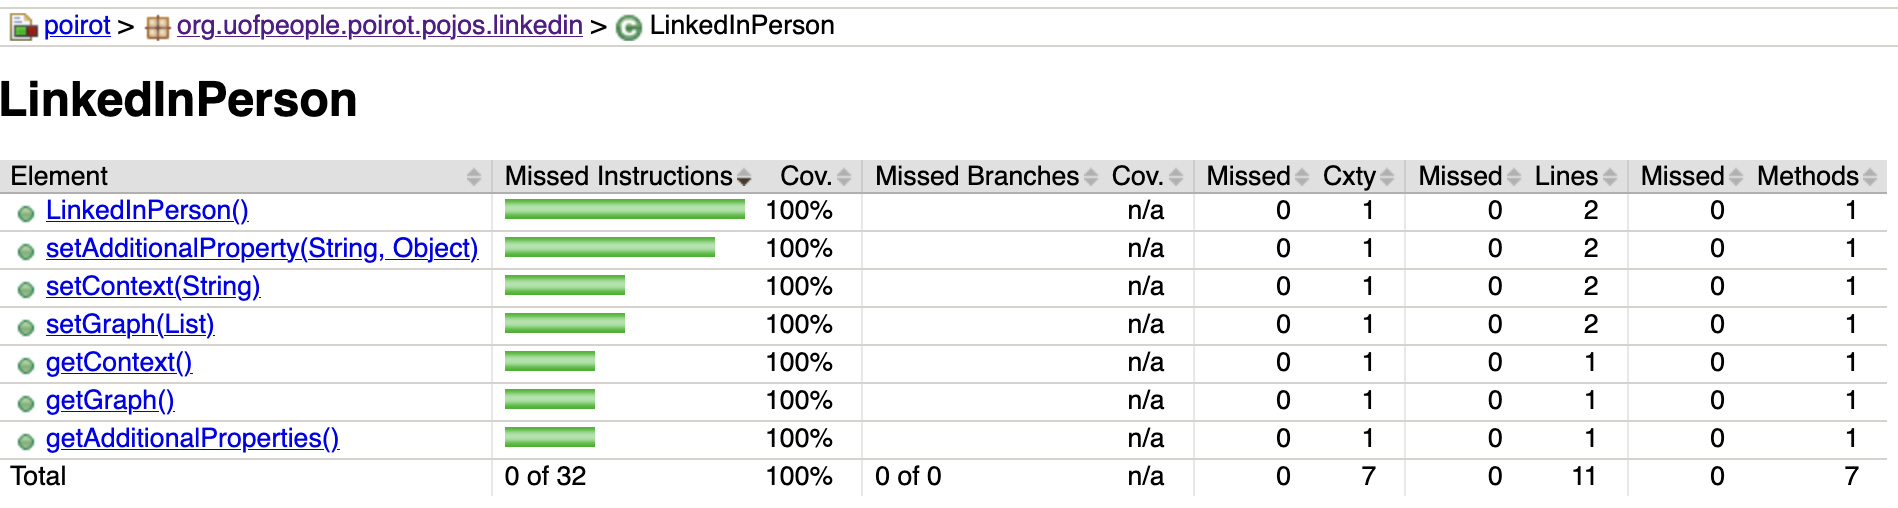 poirot > org.uofpeople.poirot.pojos.linkedin > C LinkedInPerson
LinkedInPerson
Element Missed Instructions Cov. Missed Branches Cov. Missed Cxty Missed Lines Missed Methods
LinkedInPerson() 100% n/a 0 1 0 2 0 1
setAdditionalProperty(String, Object) 100% n/a 0 1 0 2 0 1
setContext(String) 100% n/a 0 1 0 2 0 1
setGraph(List) 100% n/a 0 1 0 2 0 1
getContext() 100% n/a 0 1 0 1 0 1
getGraph() 100% n/a 0 1 0 1 0 1
getAdditionalProperties() 100% n/a 0 1 0 1 0 1
Total 0 of 32 100% 0 of 0 n/a 0 7 0 11 0 7